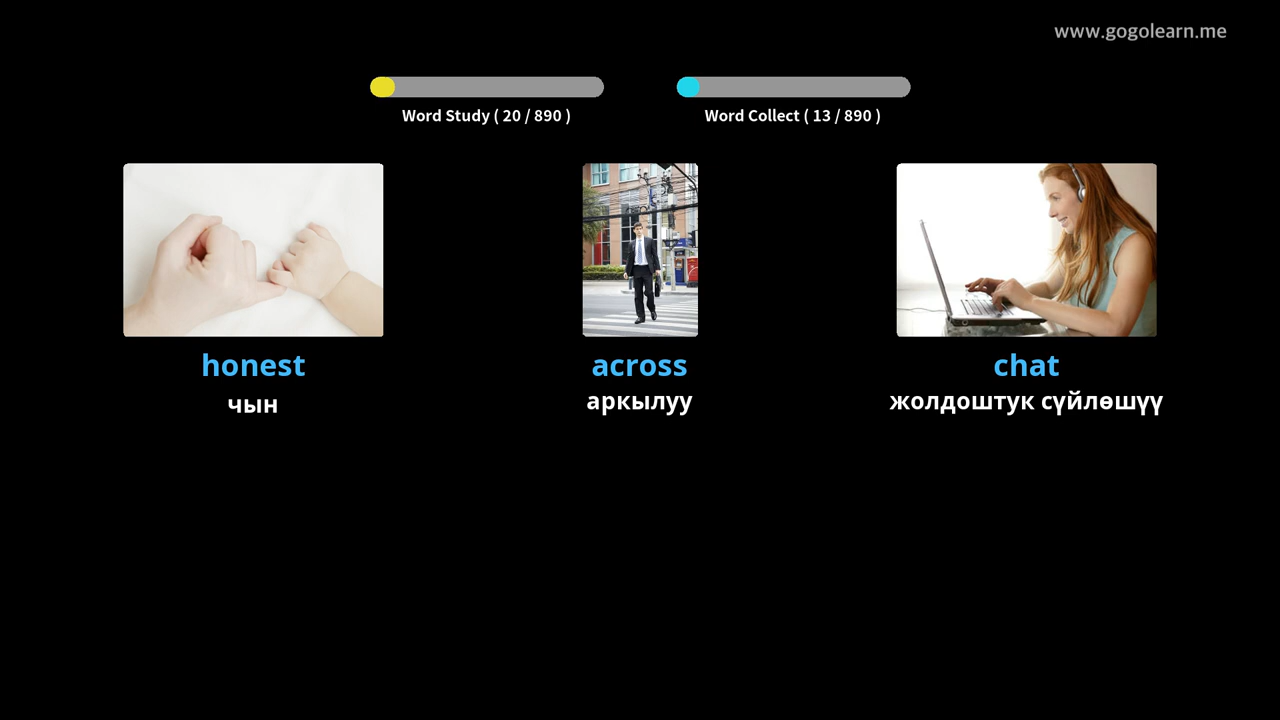 www.gogolearn.me
Word Study ( 20 / 890 )
Word Collect ( 13 / 890 )
honest
across
chat
чын
аркылуу
жолдоштук сүйлөшүү